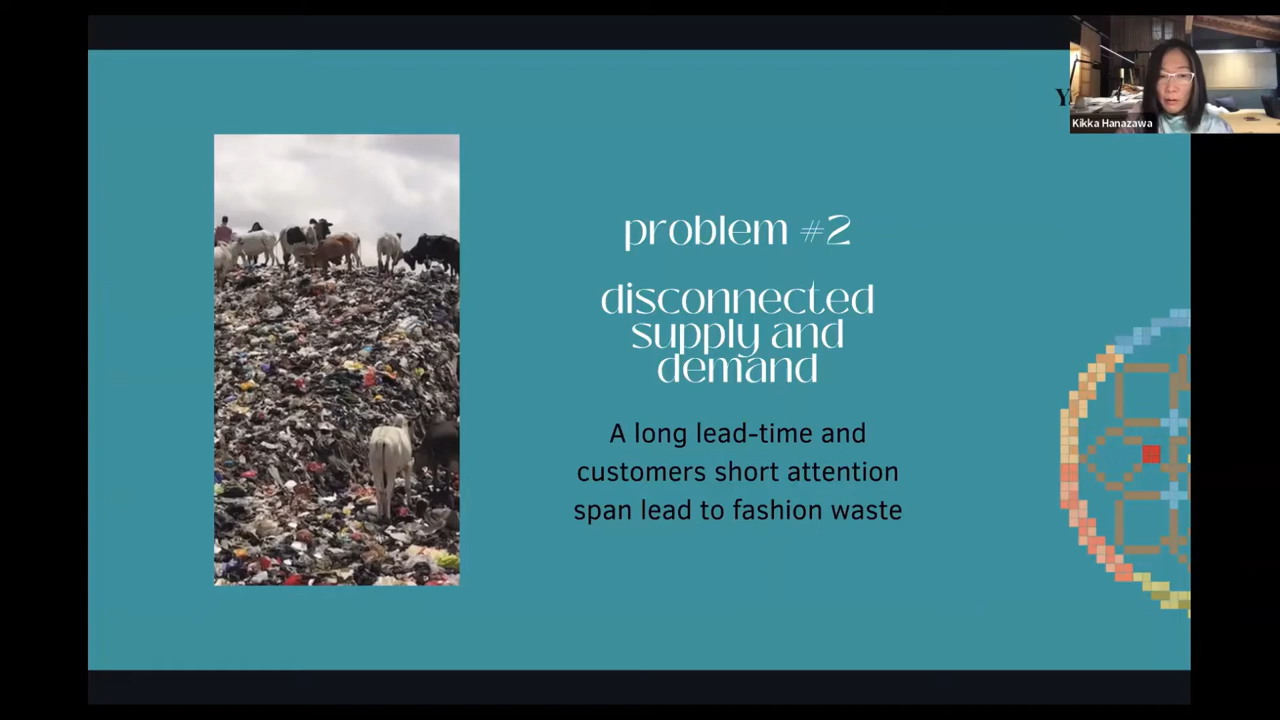 problem #2
disconnected
supply and
demand
A long lead-time and
customers short attention
span lead to fashion waste
Y
Kikka Hanazawa